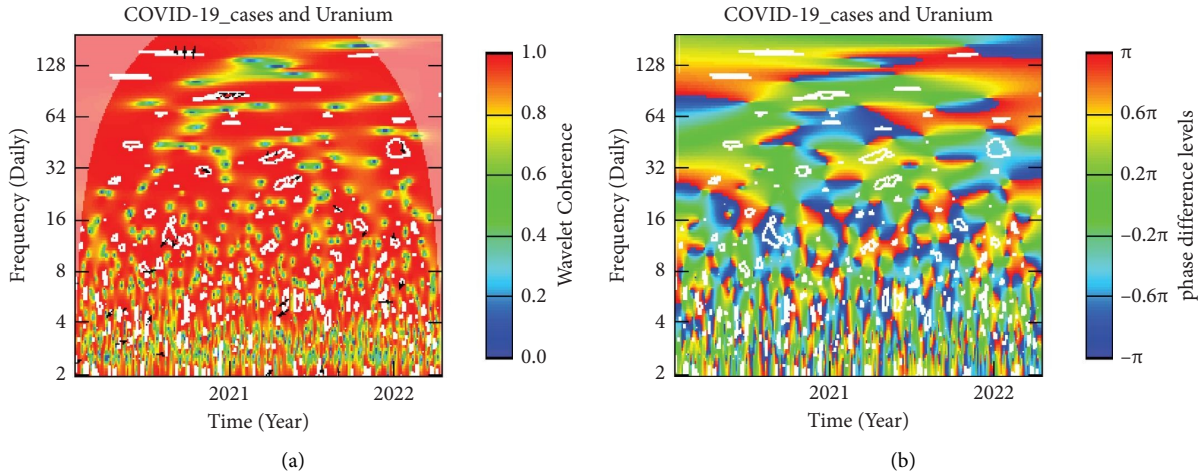 COVID-19_cases and Uranium
Frequency (Daily)
128
64
32
16
8
4
2
2021
2022
Time (Year)
1.0
0.8
0.6
0.4
0.2
0.0
Wavelet Coherence
(a)
COVID-19_cases and Uranium
Frequency (Daily)
128
64
32
16
8
4
2
2021
2022
Time (Year)
π
0.6π
0.2π
−0.2π
−0.6π
−π
phase difference levels
(b)